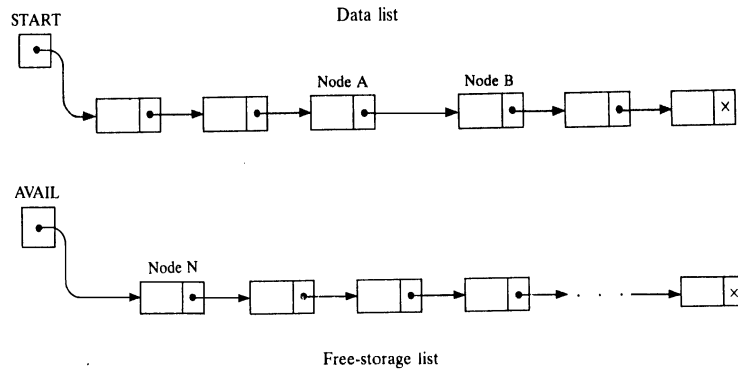 Data list
START
Node A
Node B
×
AVAIL
Node N
. . .
×
Free-storage list